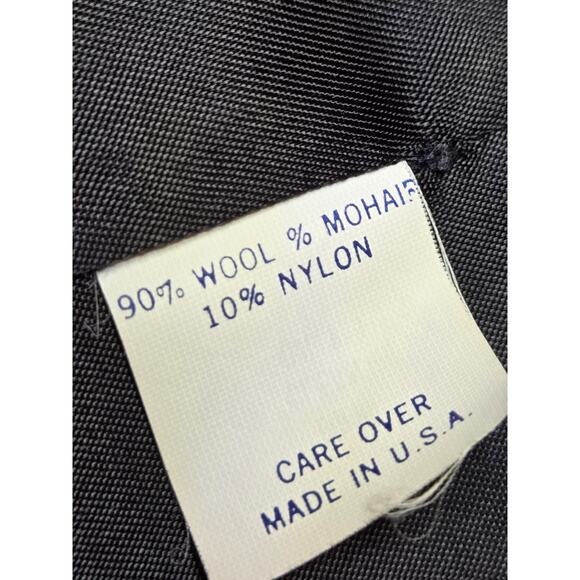 90% WOOL % MOHAIR
10% NYLON
CARE OVER
MADE IN U.S.A.